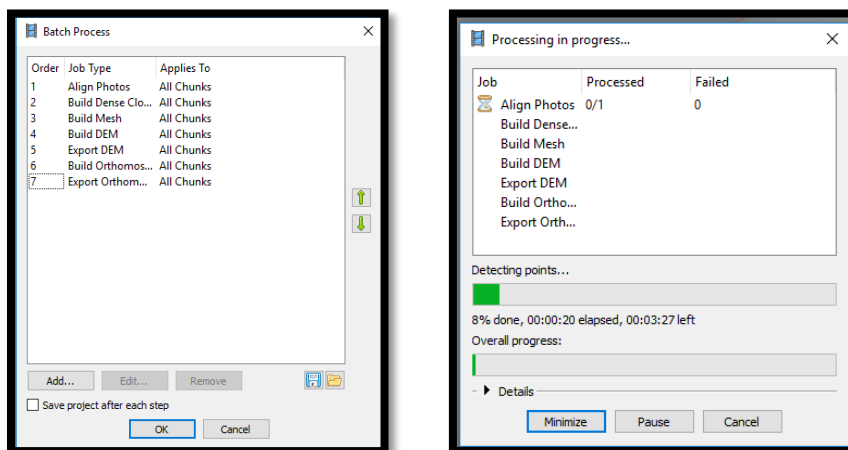 Batch Process
Order Job Type Applies To
1 Align Photos All Chunks
2 Build Dense Clo... All Chunks
3 Build Mesh All Chunks
4 Build DEM All Chunks
5 Export DEM All Chunks
6 Build Orthomos... All Chunks
7 Export Orthom... All Chunks
Add... Edit... Remove
Save project after each step
OK Cancel
Processing in progress...
Job Processed Failed
Align Photos 0/1 0
Build Dense...
Build Mesh
Build DEM
Export DEM
Build Ortho...
Export Orth...
Detecting points...
8% done, 00:00:20 elapsed, 00:03:27 left
Overall progress:
Details
Minimize Pause Cancel